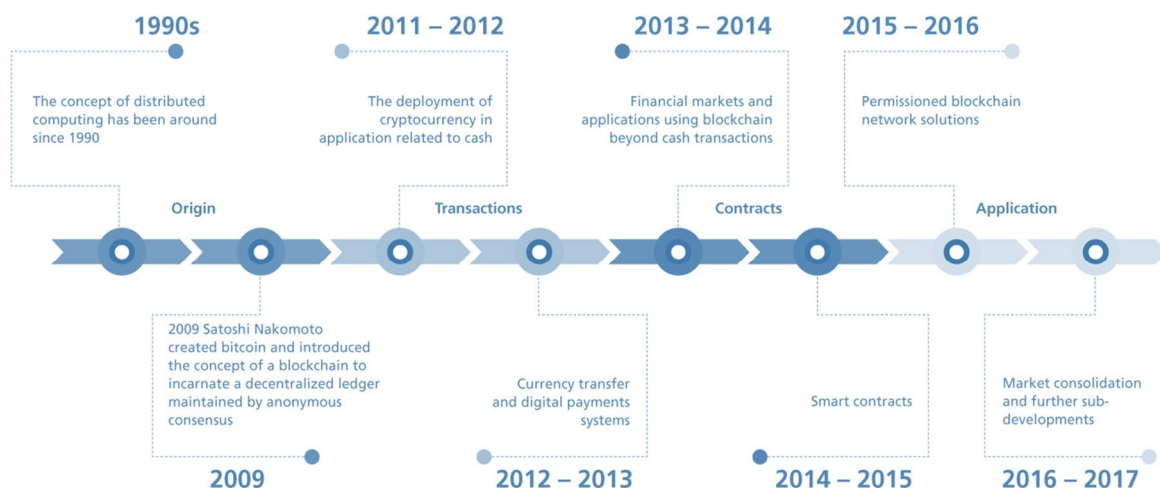 1990s
The concept of distributed
computing has been around
since 1990
2011 – 2012
The deployment of
cryptocurrency in
application related to cash
2013 – 2014
Financial markets and
applications using blockchain
beyond cash transactions
2015 – 2016
Permissioned blockchain
network solutions
Origin
Transactions
Contracts
Application
2009 Satoshi Nakomoto
created bitcoin and introduced
the concept of a blockchain to
incarnate a decentralized ledger
maintained by anonymous
consensus
2009
Currency transfer
and digital payments
systems
2012 – 2013
Smart contracts
2014 – 2015
Market consolidation
and further sub-
developments
2016 – 2017